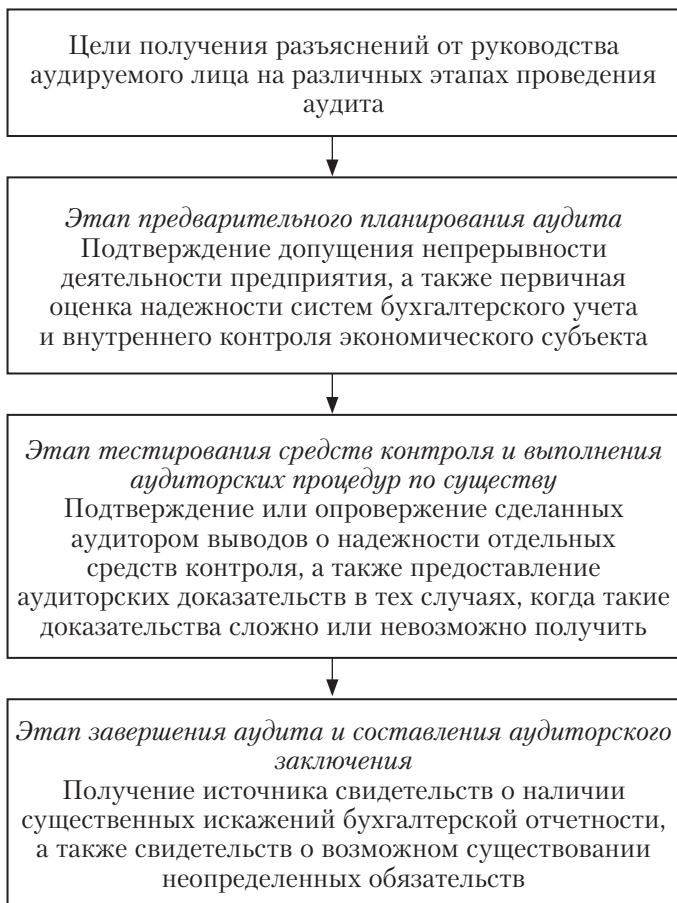 Цели получения разъяснений от руководства
аудируемого лица на различных этапах проведения
аудита
Этап предварительного планирования аудита
Подтверждение допущения непрерывности
деятельности предприятия, а также первичная
оценка надежности систем бухгалтерского учета
и внутреннего контроля экономического субъекта
Этап тестирования средств контроля и выполнения
аудиторских процедур по существу
Подтверждение или опровержение сделанных
аудитором выводов о надежности отдельных
средств контроля, а также предоставление
аудиторских доказательств в тех случаях, когда такие
доказательства сложно или невозможно получить
Этап завершения аудита и составления аудиторского
заключения
Получение источника свидетельств о наличии
существенных искажений бухгалтерской отчетности,
а также свидетельств о возможном существовании
неопределенных обязательств